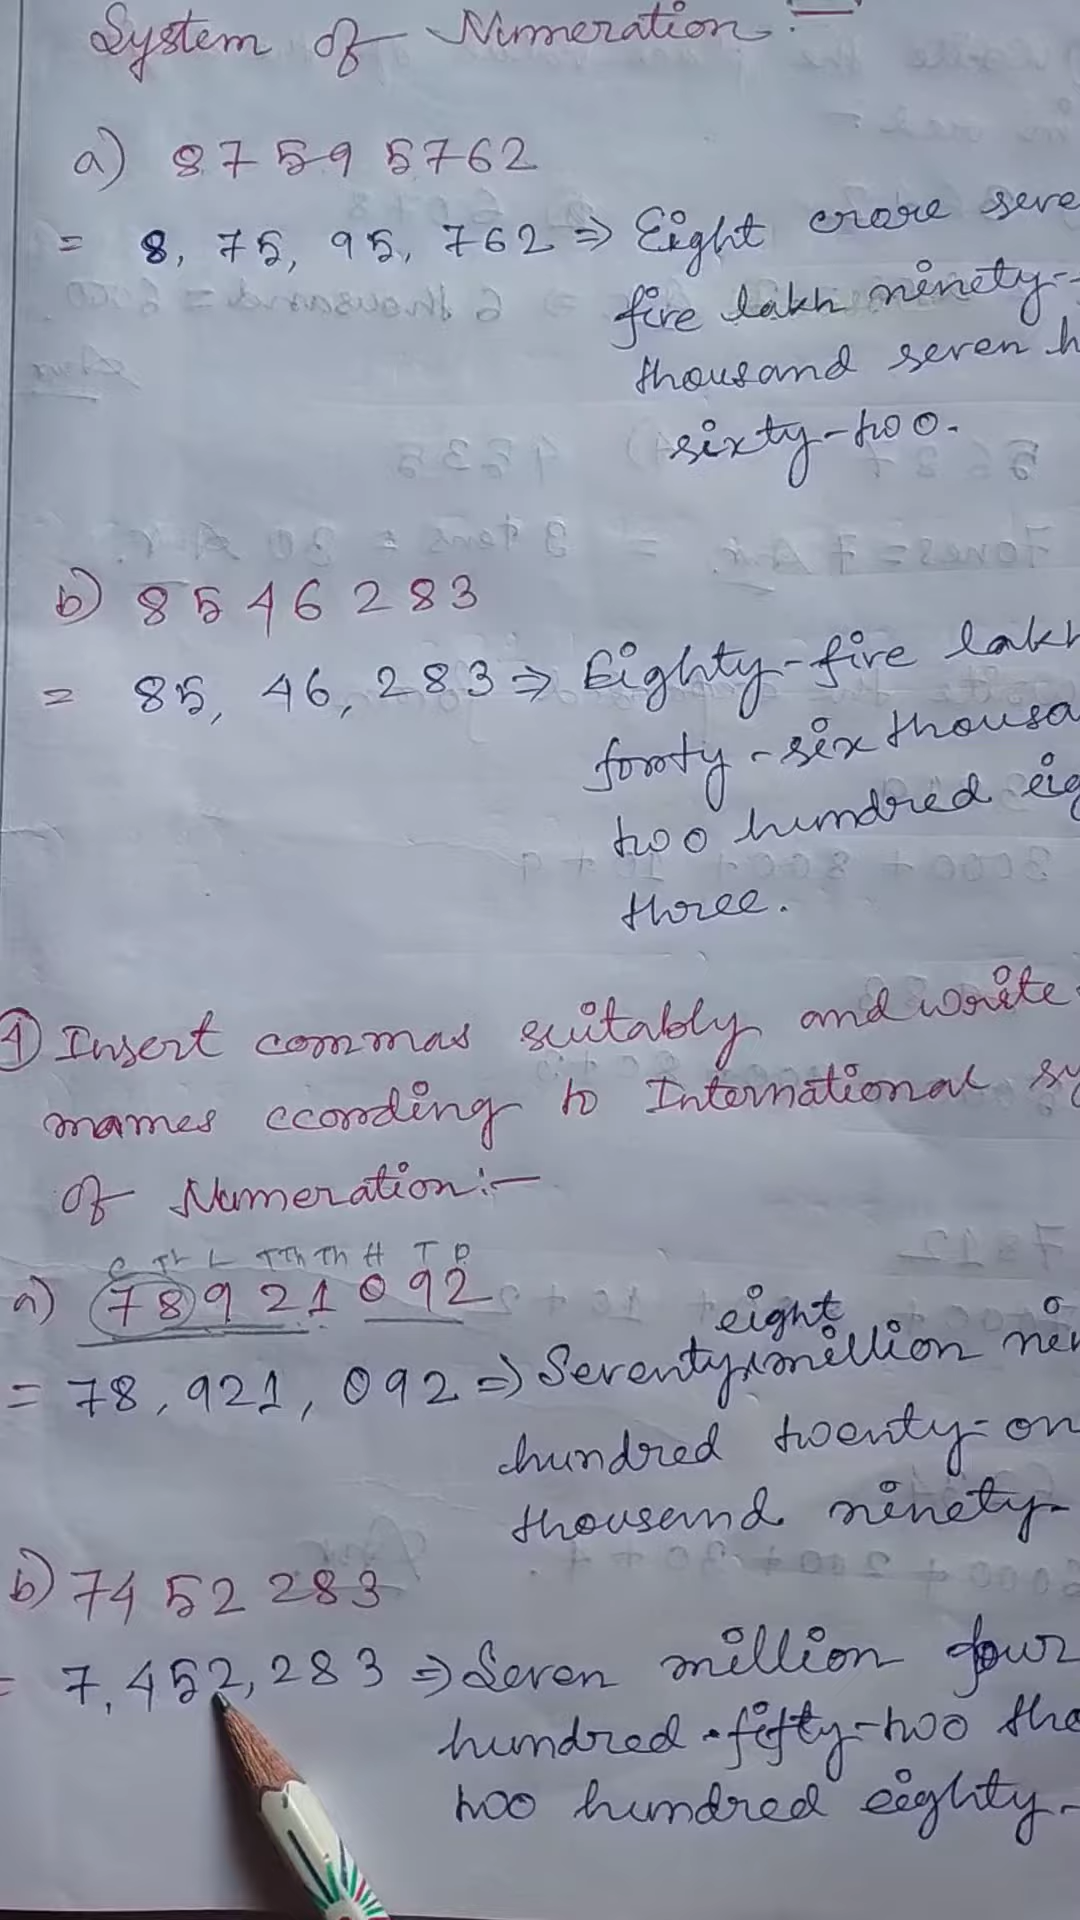 System of Numeration:
a) 87595762
= 8, 75, 95, 762 ⇒ Eight crore seve
five lakh ninety-
thousand seven h
sixty-two.
b) 8546283
= 85, 46, 283 ⇒ Eighty-five lakh
forty-six thousa
two hundred eig
three.
4) Insert commas suitably and write
names ccording to International sy
of Numeration:-
C TL L TTh Th H T O
a) 78921092
eight
= 78,921, 092 ⇒ Seventy million nin
hundred twenty-on
thousand ninety-
b) 7452283
= 7,452,283 ⇒ Seven million four
hundred fifty-two tho
two hundred eighty-